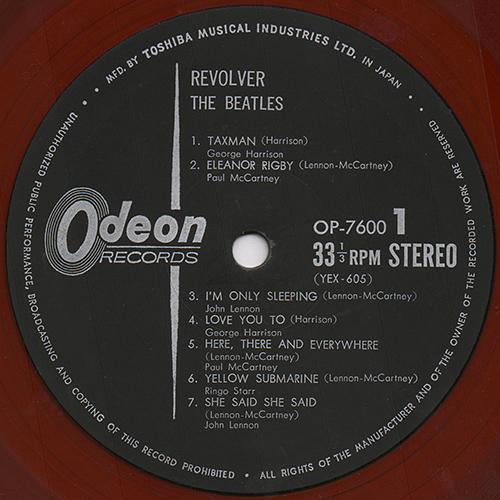 MFD. BY TOSHIBA MUSICAL INDUSTRIES LTD. IN JAPAN •
REVOLVER
THE BEATLES
1. TAXMAN (Harrison)
George Harrison
2. ELEANOR RIGBY (Lennon-McCartney)
Paul McCartney
Odeon
RECORDS
OP-7600 1
33 1/3 RPM STEREO
(YEX-605)
3. I'M ONLY SLEEPING (Lennon-McCartney)
John Lennon
4. LOVE YOU TO (Harrison)
George Harrison
5. HERE, THERE AND EVERYWHERE
(Lennon-McCartney)
Paul McCartney
6. YELLOW SUBMARINE (Lennon-McCartney)
Ringo Starr
7. SHE SAID SHE SAID
(Lennon-McCartney)
John Lennon
• ALL RIGHTS OF THE MANUFACTURER AND OF THE OWNER OF THE RECORDED WORK ARE RESERVED •
UNAUTHORIZED PUBLIC PERFORMANCE, BROADCASTING AND COPYING OF THIS RECORD PROHIBITED